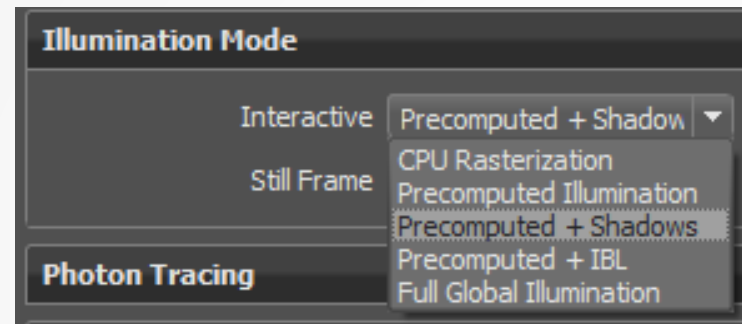 Illumination Mode
Interactive Precomputed + Shadow
CPU Rasterization
Still Frame
Precomputed Illumination
Precomputed + Shadows
Precomputed + IBL
Photon Tracing
Full Global Illumination